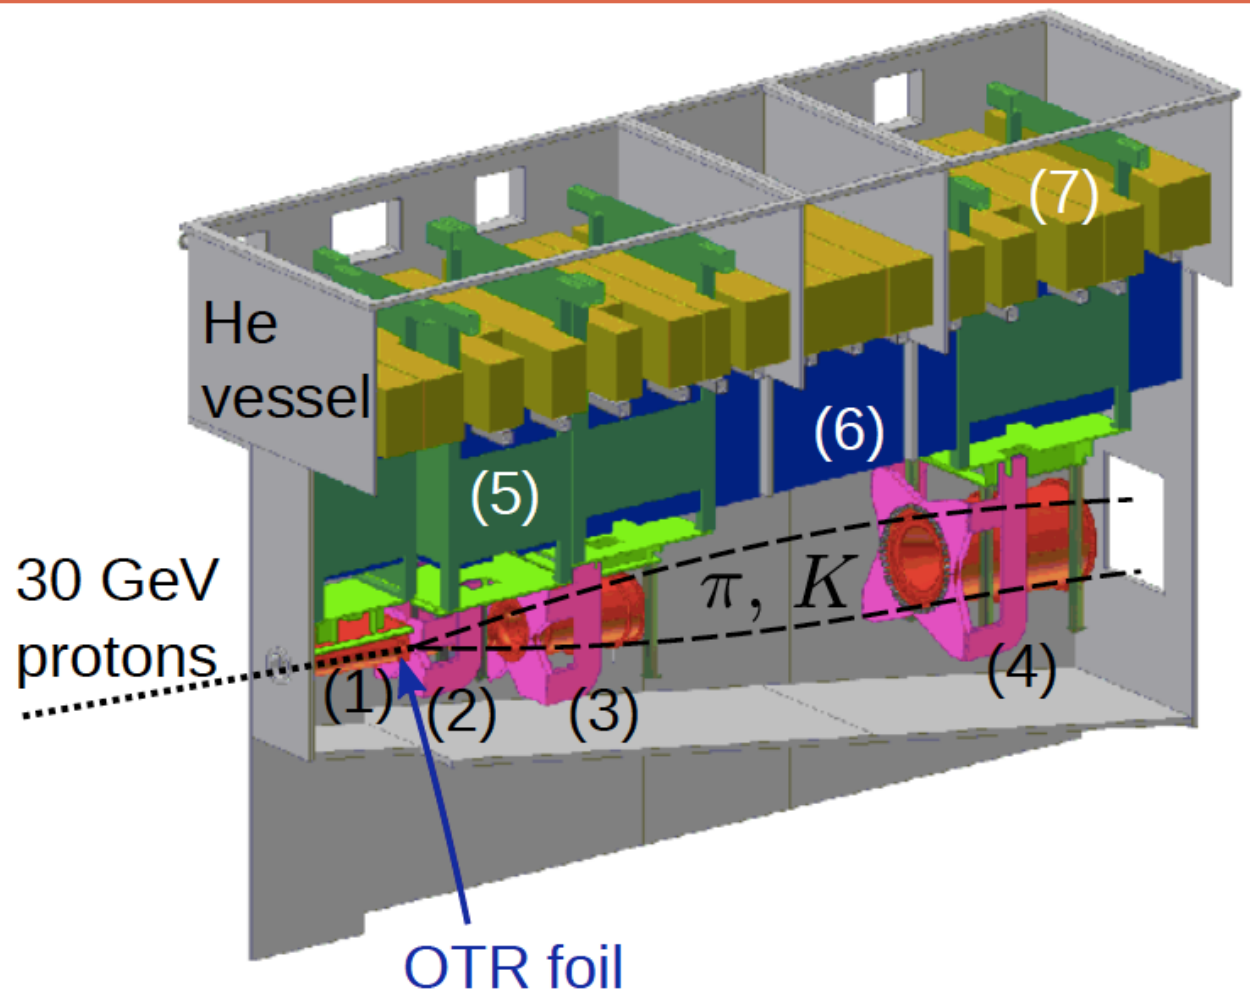 (7)
He
vessel
(6)
(5)
30 GeV
π, K
protons
(4)
(1)
(2)
(3)
OTR foil